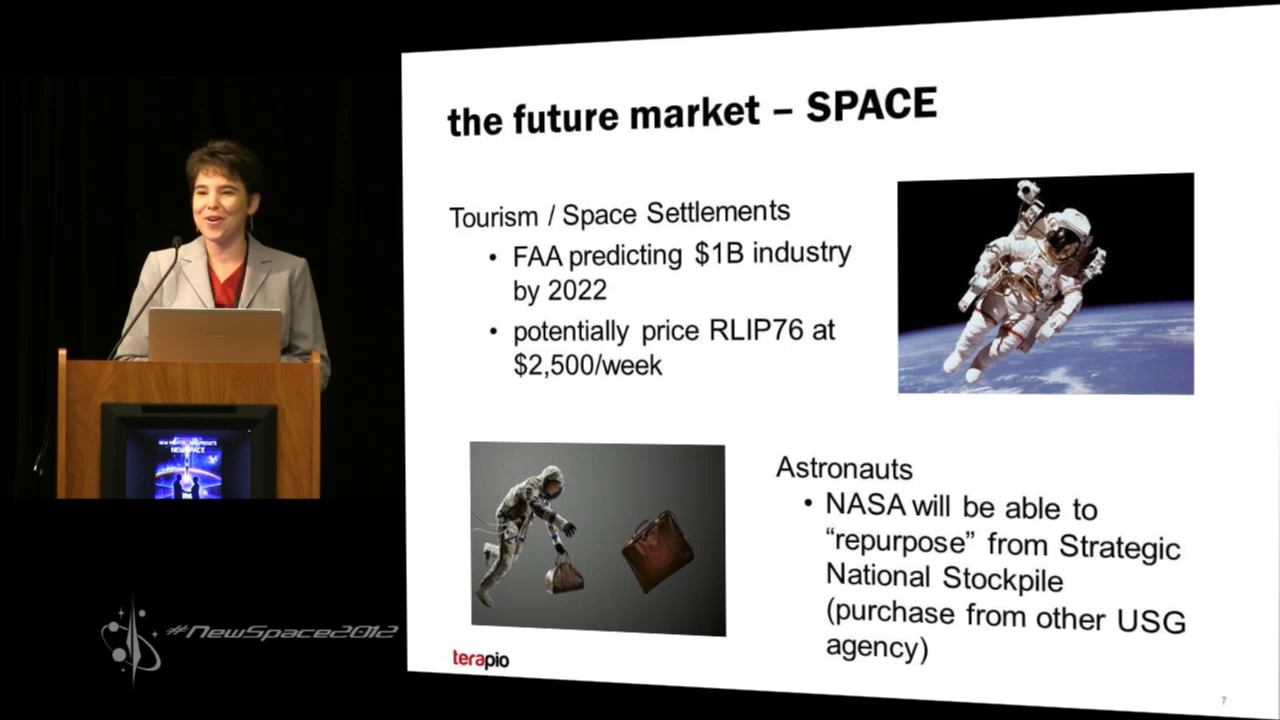 the future market – SPACE
Tourism / Space Settlements
• FAA predicting $1B industry
by 2022
• potentially price RLIP76 at
$2,500/week
Astronauts
• NASA will be able to
“repurpose” from Strategic
National Stockpile
(purchase from other USG
agency)
terapio
7
NEWSPACE
#NewSpace2012